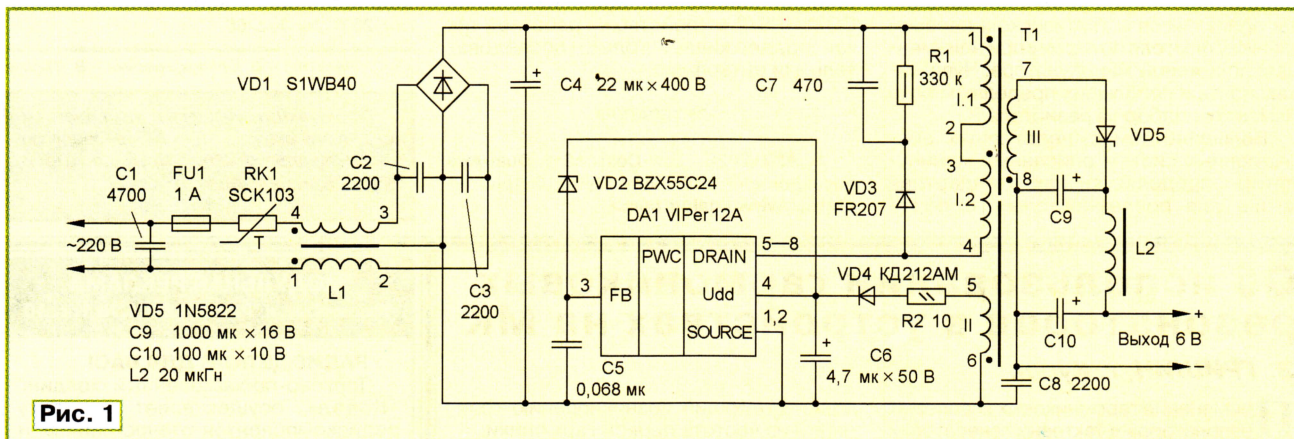 VD1 S1WB40
C4 22 мк × 400 В
C7 470
R1
330 к
1
T1
7
I.1
2
III
VD5
3
8
C9
I.2
4
L2
C1
4700
FU1
1 А
RK1
SCK103
T
4
3
C2
2200
~220 В
1
2
L1
C3
2200
VD2 BZX55C24
DA1 VIPer12A
VD3
FR207
PWC
DRAIN
5—8
3
FB
Udd
4
VD4 КД212АМ
R2 10
5
II
6
SOURCE
1,2
C5
0,068 мк
C6
4,7 мк × 50 В
C10
+
Выход 6 В
C8 2200
VD5 1N5822
C9 1000 мк × 16 В
C10 100 мк × 10 В
L2 20 мкГн
Рис. 1